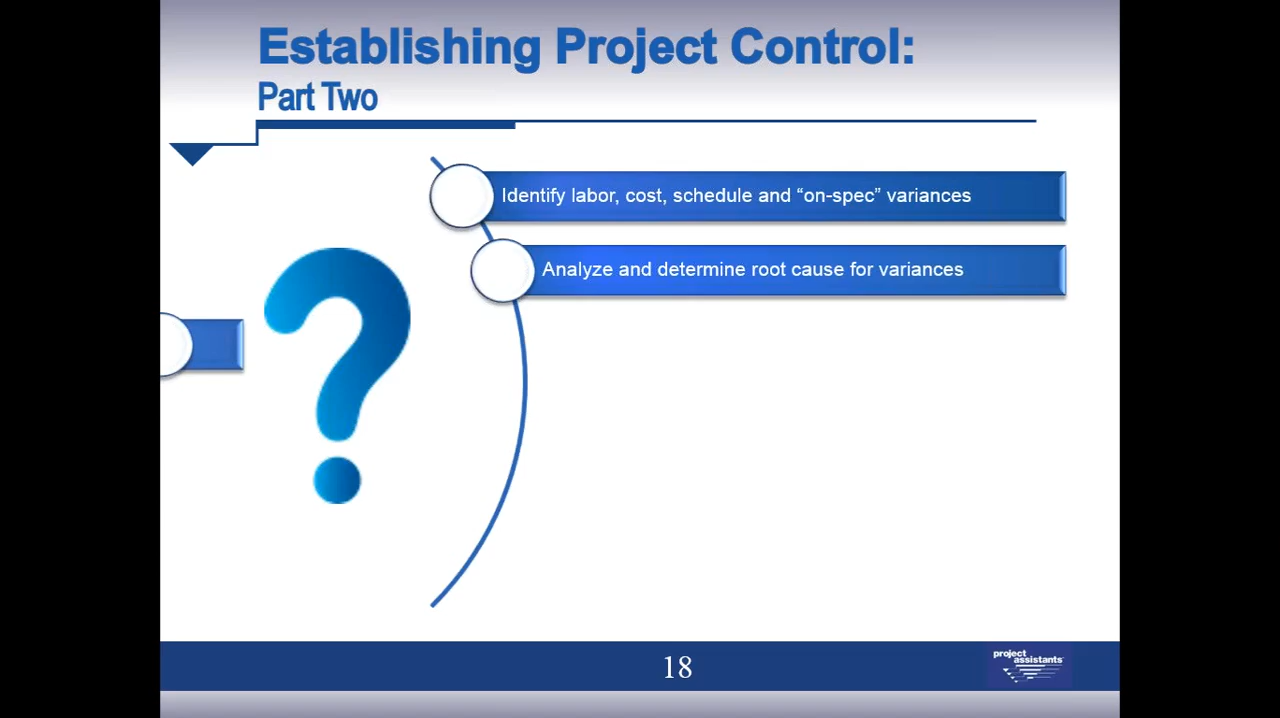 Establishing Project Control:
Part Two
Identify labor, cost, schedule and “on-spec” variances
Analyze and determine root cause for variances
18
project
assistants